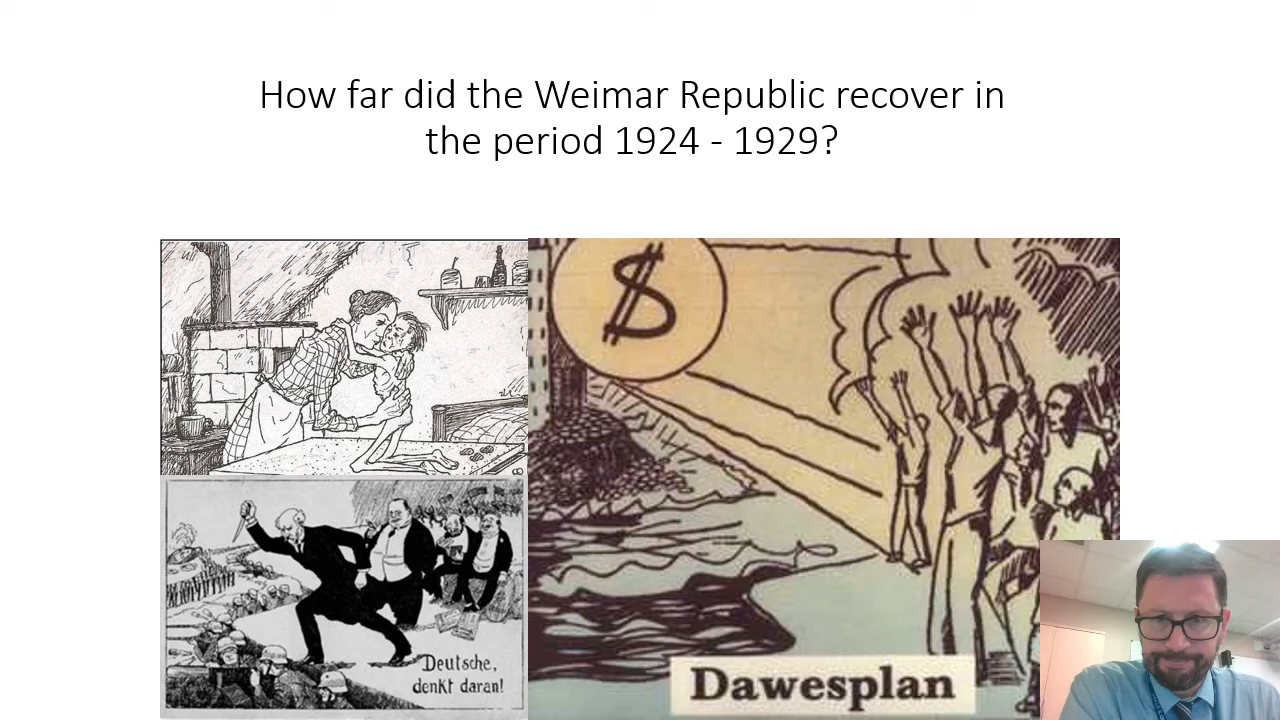 How far did the Weimar Republic recover in
the period 1924 - 1929?
$
Deutsche,
denkt daran!
Dawesplan